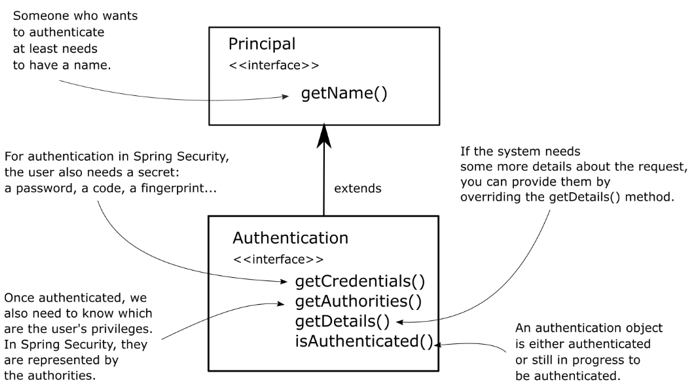 Someone who wants
to authenticate
at least needs
to have a name.
Principal
<<interface>>
getName()
For authentication in Spring Security,
the user also needs a secret:
a password, a code, a fingerprint...
extends
If the system needs
some more details about the request,
you can provide them by
overriding the getDetails() method.
Authentication
<<interface>>
getCredentials()
getAuthorities()
getDetails()
isAuthenticated()
Once authenticated, we
also need to know which
are the user's privileges.
In Spring Security, they
are represented by
the authorities.
An authentication object
is either authenticated
or still in progress to
be authenticated.